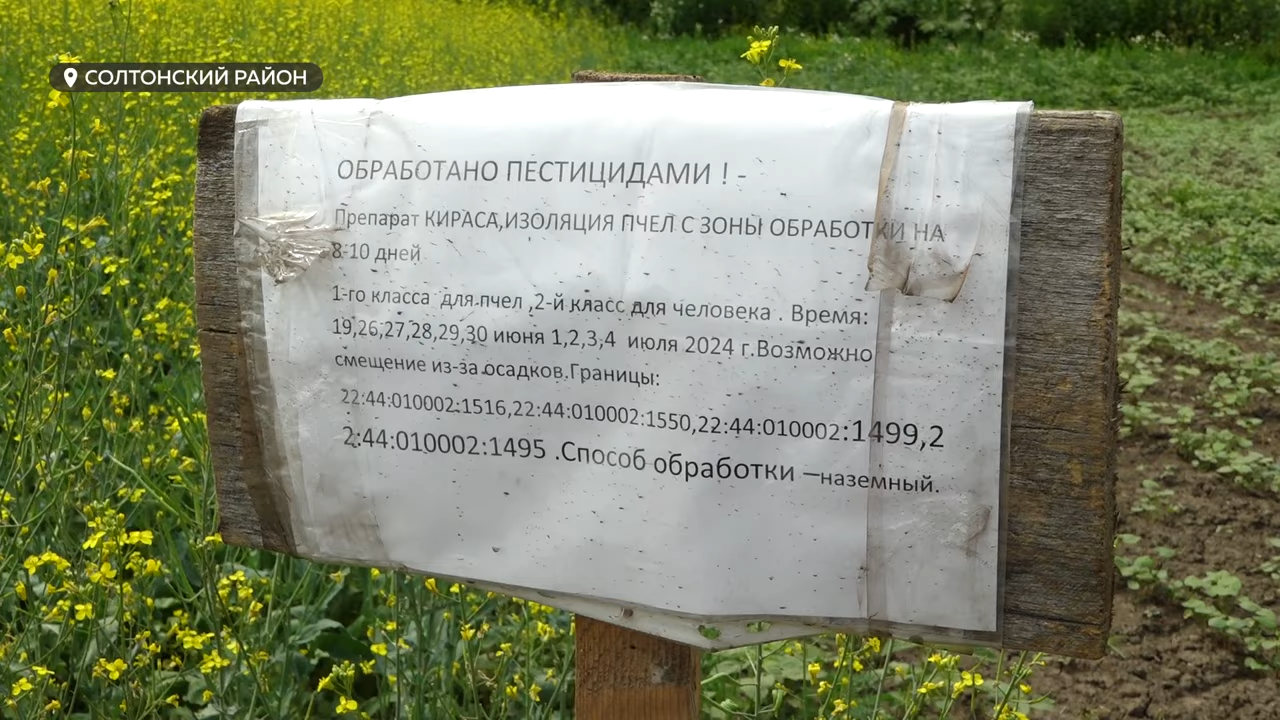 СОЛТОНСКИЙ РАЙОН
ОБРАБОТАНО ПЕСТИЦИДАМИ ! -
Препарат КИРАСА,ИЗОЛЯЦИЯ ПЧЕЛ С ЗОНЫ ОБРАБОТКИ НА
8-10 дней
1-го класса для пчел ,2-й класс для человека . Время:
19,26,27,28,29,30 июня 1,2,3,4 июля 2024 г.Возможно
смещение из-за осадков.Границы:
22:44:010002:1516,22:44:010002:1550,22:44:010002:1499,2
2:44:010002:1495 .Способ обработки –наземный.